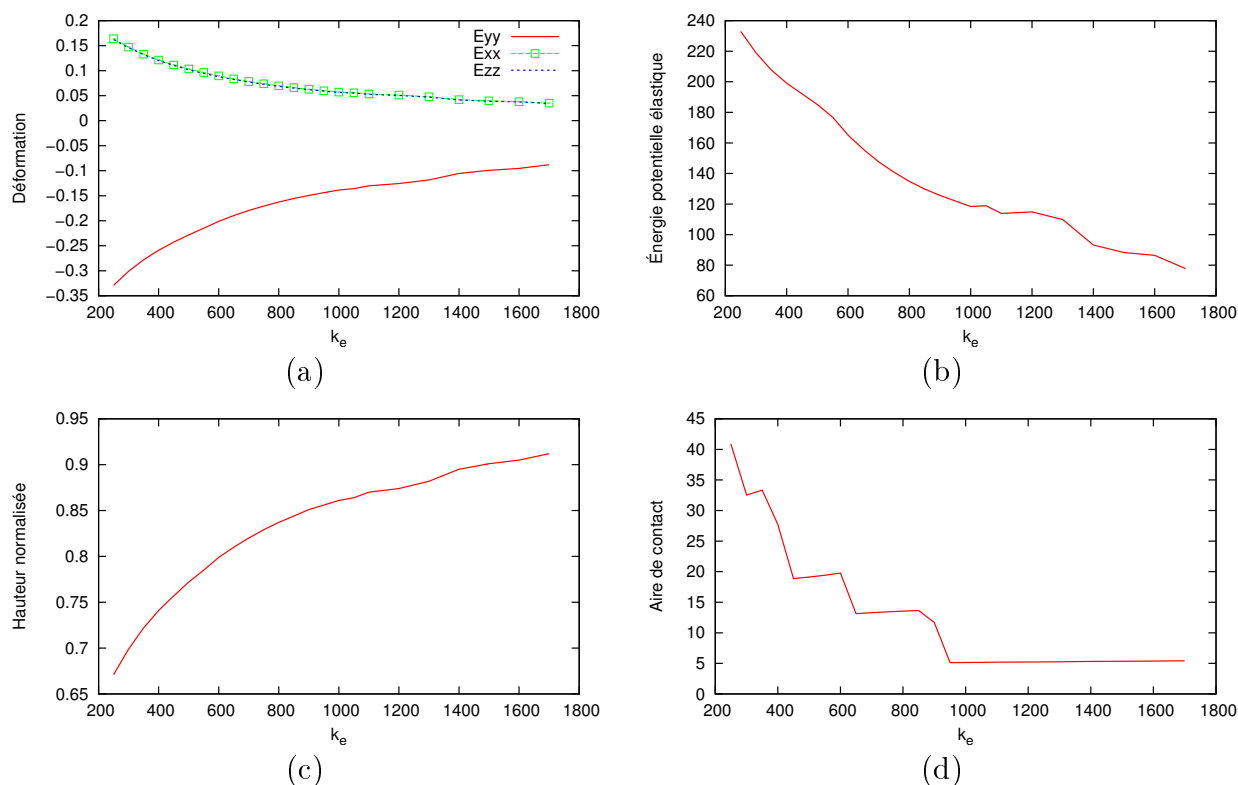 0.2
0.15
0.1
0.05
0
−0.05
−0.1
−0.15
−0.2
−0.25
−0.3
−0.35
Déformation
Eyy
Exx
Ezz
200 400 600 800 1000 1200 1400 1600 1800
k_e
(a)
240
220
200
180
160
140
120
100
80
60
Énergie potentielle élastique
200 400 600 800 1000 1200 1400 1600 1800
k_e
(b)
0.95
0.9
0.85
0.8
0.75
0.7
0.65
Hauteur normalisée
200 400 600 800 1000 1200 1400 1600 1800
k_e
(c)
45
40
35
30
25
20
15
10
5
0
Aire de contact
200 400 600 800 1000 1200 1400 1600 1800
k_e
(d)